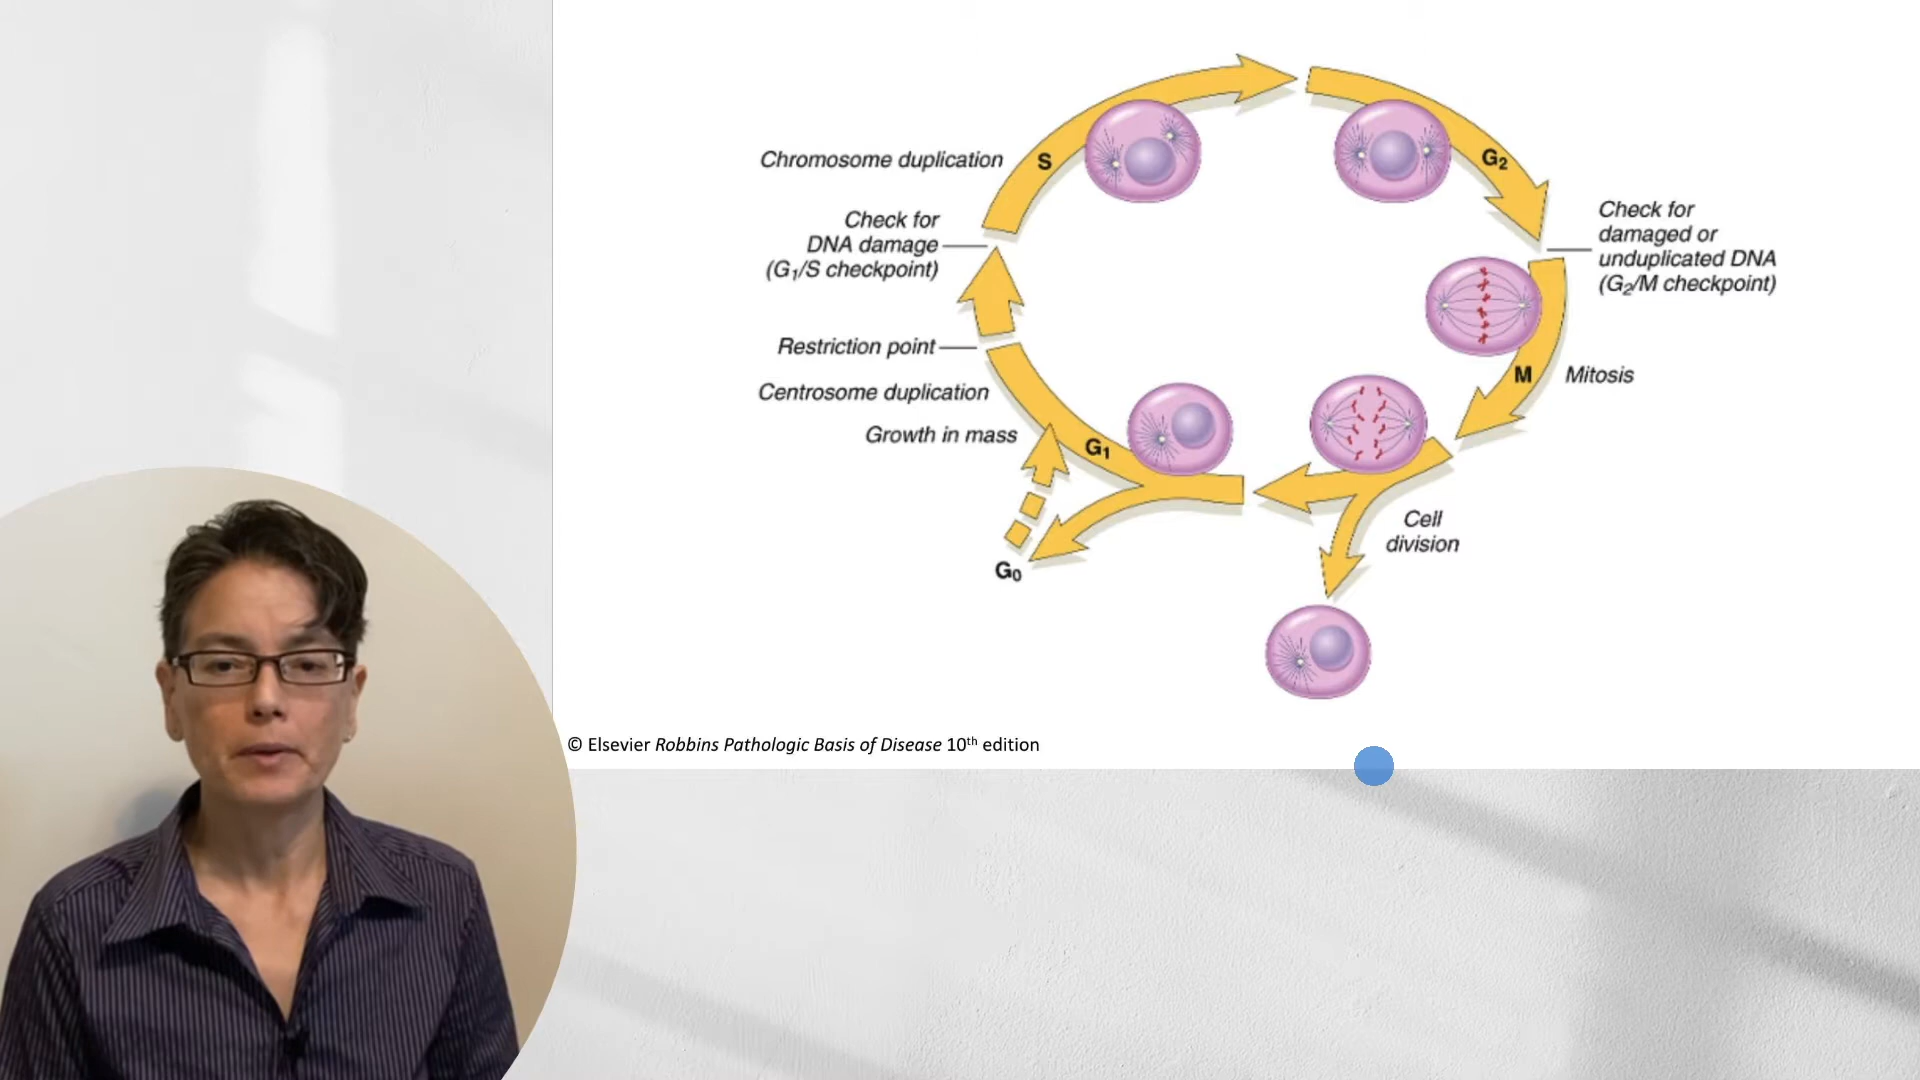 Chromosome duplication
S
G₂
Check for
DNA damage
(G₁/S checkpoint)
Check for
damaged or
unduplicated DNA
(G₂/M checkpoint)
Restriction point
Centrosome duplication
Growth in mass
G₁
M
Mitosis
Cell
division
G₀
© Elsevier Robbins Pathologic Basis of Disease 10th edition